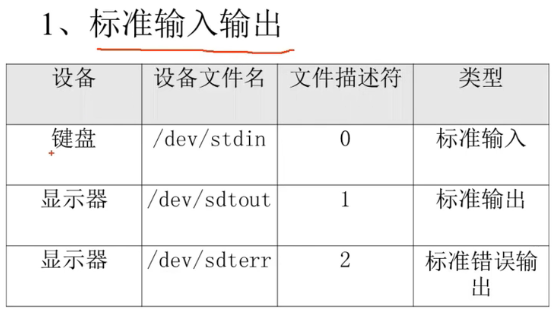 1、标准输入输出
设备 设备文件名 文件描述符 类型
键盘 /dev/stdin 0 标准输入
显示器 /dev/sdtout 1 标准输出
显示器 /dev/sdterr 2 标准错误输
出